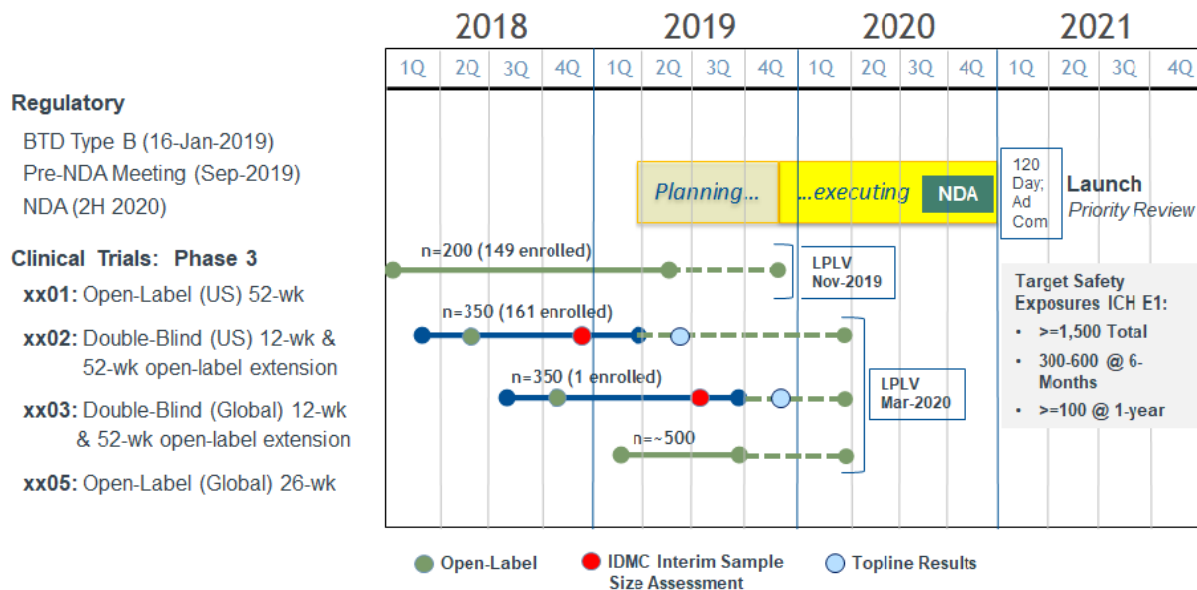 2018 2019 2020 2021
1Q 2Q 3Q 4Q 1Q 2Q 3Q 4Q 1Q 2Q 3Q 4Q 1Q 2Q 3Q 4Q
Regulatory
BTD Type B (16-Jan-2019)
Pre-NDA Meeting (Sep-2019)
NDA (2H 2020)
Planning...
...executing
NDA
120
Day;
Ad
Com
Launch
Priority Review
Clinical Trials: Phase 3
xx01: Open-Label (US) 52-wk
xx02: Double-Blind (US) 12-wk &
52-wk open-label extension
xx03: Double-Blind (Global) 12-wk
& 52-wk open-label extension
xx05: Open-Label (Global) 26-wk
n=200 (149 enrolled)
n=350 (161 enrolled)
n=350 (1 enrolled)
n=~500
LPLV
Nov-2019
LPLV
Mar-2020
Target Safety
Exposures ICH E1:
• >=1,500 Total
• 300-600 @ 6-
Months
• >=100 @ 1-year
Open-Label
IDMC Interim Sample
Size Assessment
Topline Results